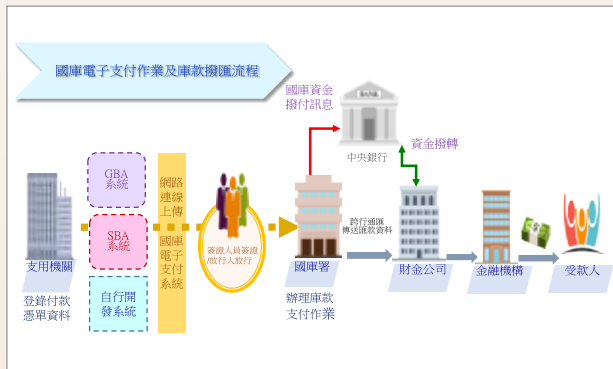 國庫電子支付作業及庫款撥匯流程
國庫資金
撥付訊息
BANK
中央銀行
資金撥轉
GBA
系統
SBA
系統
自行開
發系統
網路
連線
上傳
國庫
電子
支付
系統
簽證人員簽證
/放行人放行
跨行通匯
傳送匯款資料
支用機關
登錄付款
憑單資料
國庫署
辦理庫款
支付作業
財金公司
金融機構
受款人